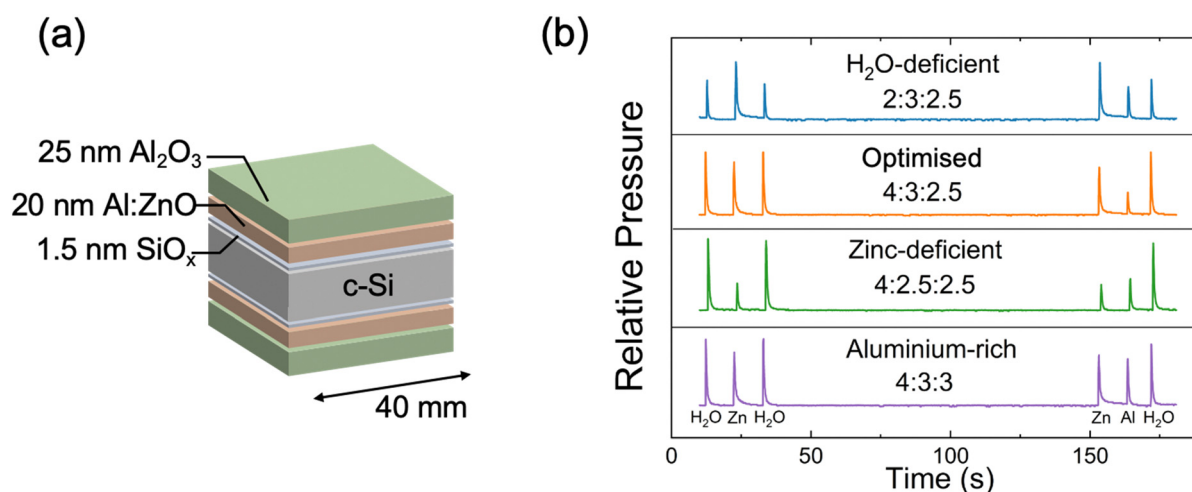 (a)
25 nm Al₂O₃
20 nm Al:ZnO
1.5 nm SiOₓ
c-Si
40 mm
(b)
Relative Pressure
H₂O-deficient
2:3:2.5
Optimised
4:3:2.5
Zinc-deficient
4:2.5:2.5
Aluminium-rich
4:3:3
H₂O Zn H₂O Zn Al H₂O
0 50 100 150
Time (s)